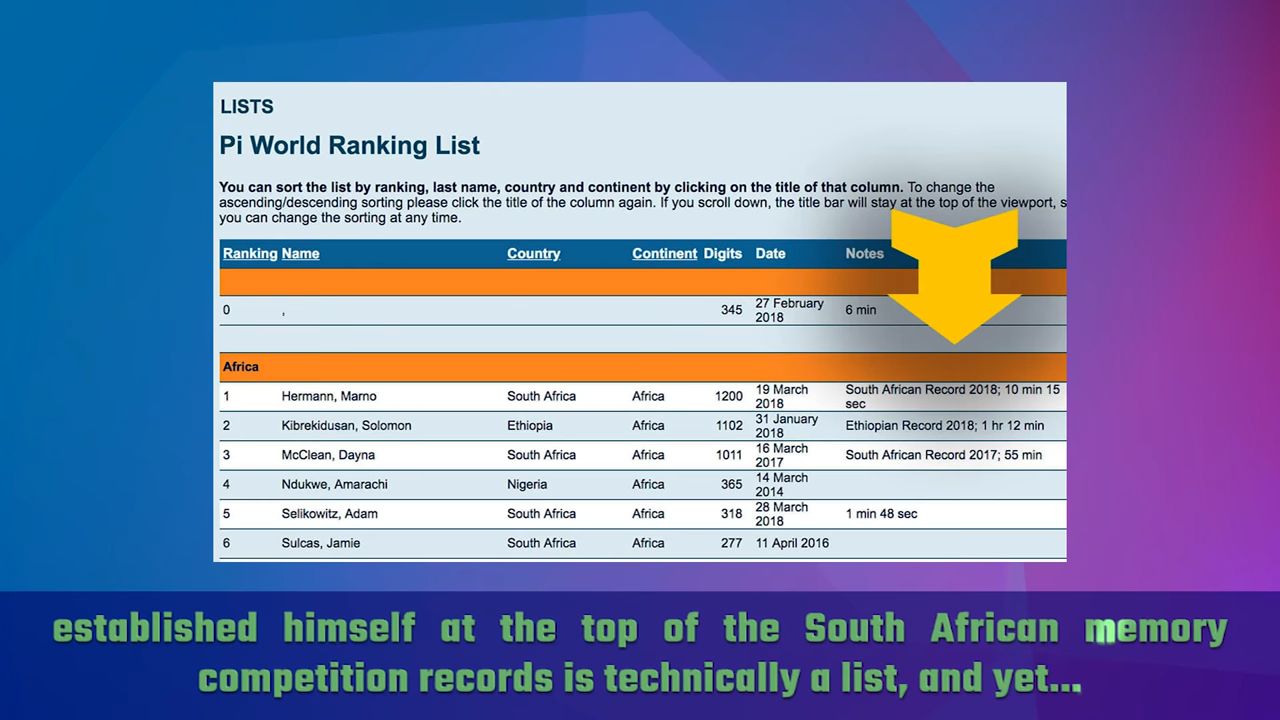 LISTS
Pi World Ranking List
You can sort the list by ranking, last name, country and continent by clicking on the title of that column. To change the
ascending/descending sorting please click the title of the column again. If you scroll down, the title bar will stay at the top of the viewport, s
you can change the sorting at any time.
Ranking Name Country Continent Digits Date Notes
0 , 345 27 February 2018 6 min
Africa
1 Hermann, Marno South Africa Africa 1200 19 March 2018 South African Record 2018; 10 min 15 sec
2 Kibrekidusan, Solomon Ethiopia Africa 1102 31 January 2018 Ethiopian Record 2018; 1 hr 12 min
3 McClean, Dayna South Africa Africa 1011 16 March 2017 South African Record 2017; 55 min
4 Ndukwe, Amarachi Nigeria Africa 365 14 March 2014
5 Selikowitz, Adam South Africa Africa 318 28 March 2018 1 min 48 sec
6 Sulcas, Jamie South Africa Africa 277 11 April 2016
established himself at the top of the South African memory
competition records is technically a list, and yet...